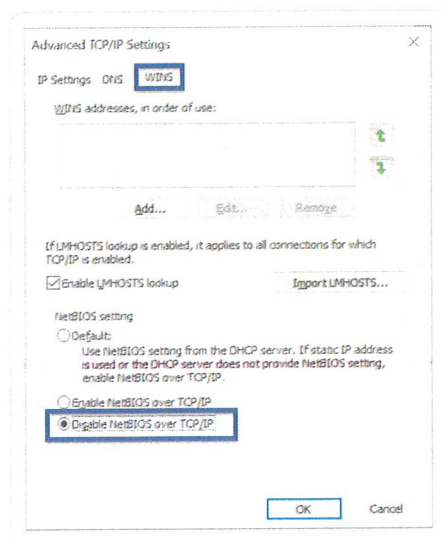 Advanced TCP/IP Settings
IP Settings DNS WINS
WINS addresses, in order of use:
Add... Edit... Remove
If LMHOSTS lookup is enabled, it applies to all connections for which
TCP/IP is enabled.
Enable LMHOSTS lookup Import LMHOSTS...
NetBIOS setting
Default:
Use NetBIOS setting from the DHCP server. If static IP address
is used or the DHCP server does not provide NetBIOS setting,
enable NetBIOS over TCP/IP.
Enable NetBIOS over TCP/IP
Disable NetBIOS over TCP/IP
OK Cancel